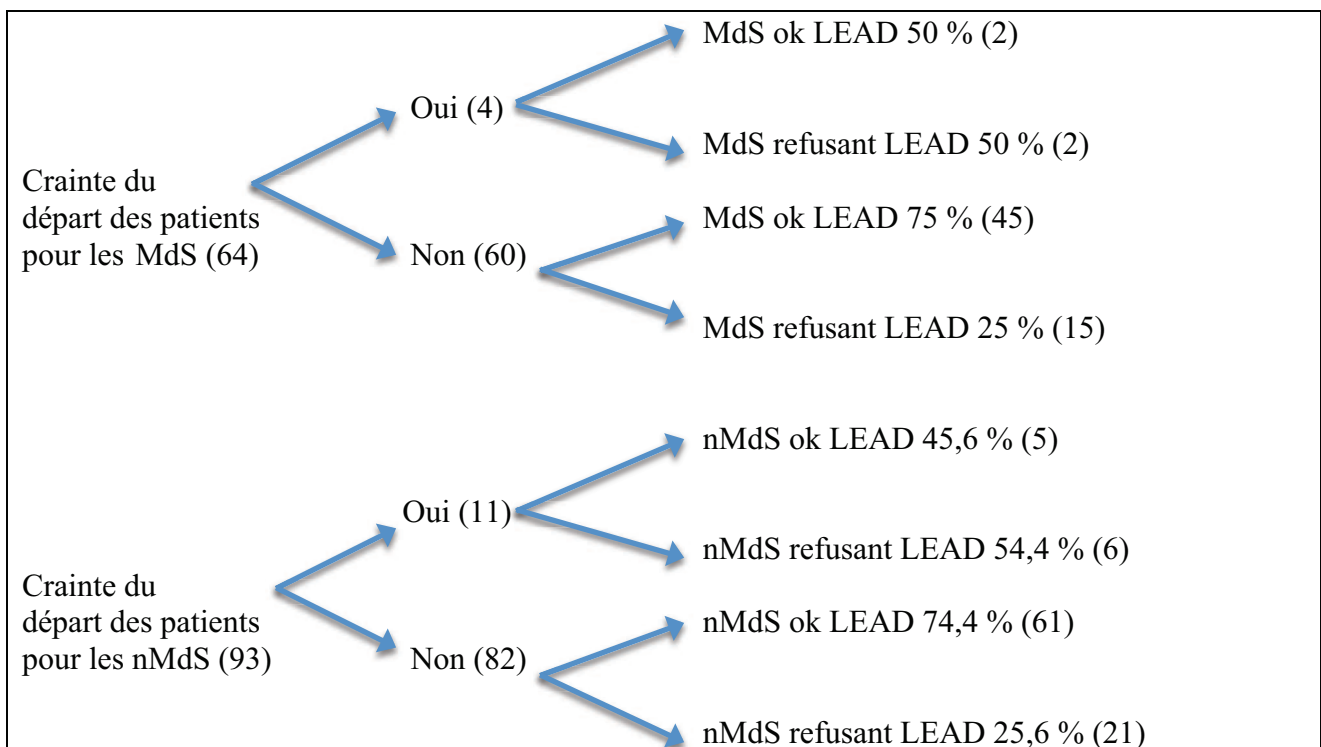 MdS ok LEAD 50 % (2)
Oui (4)
MdS refusant LEAD 50 % (2)
Crainte du
départ des patients
pour les MdS (64)
MdS ok LEAD 75 % (45)
Non (60)
MdS refusant LEAD 25 % (15)
nMdS ok LEAD 45,6 % (5)
Oui (11)
nMdS refusant LEAD 54,4 % (6)
Crainte du
départ des patients
pour les nMdS (93)
nMdS ok LEAD 74,4 % (61)
Non (82)
nMdS refusant LEAD 25,6 % (21)